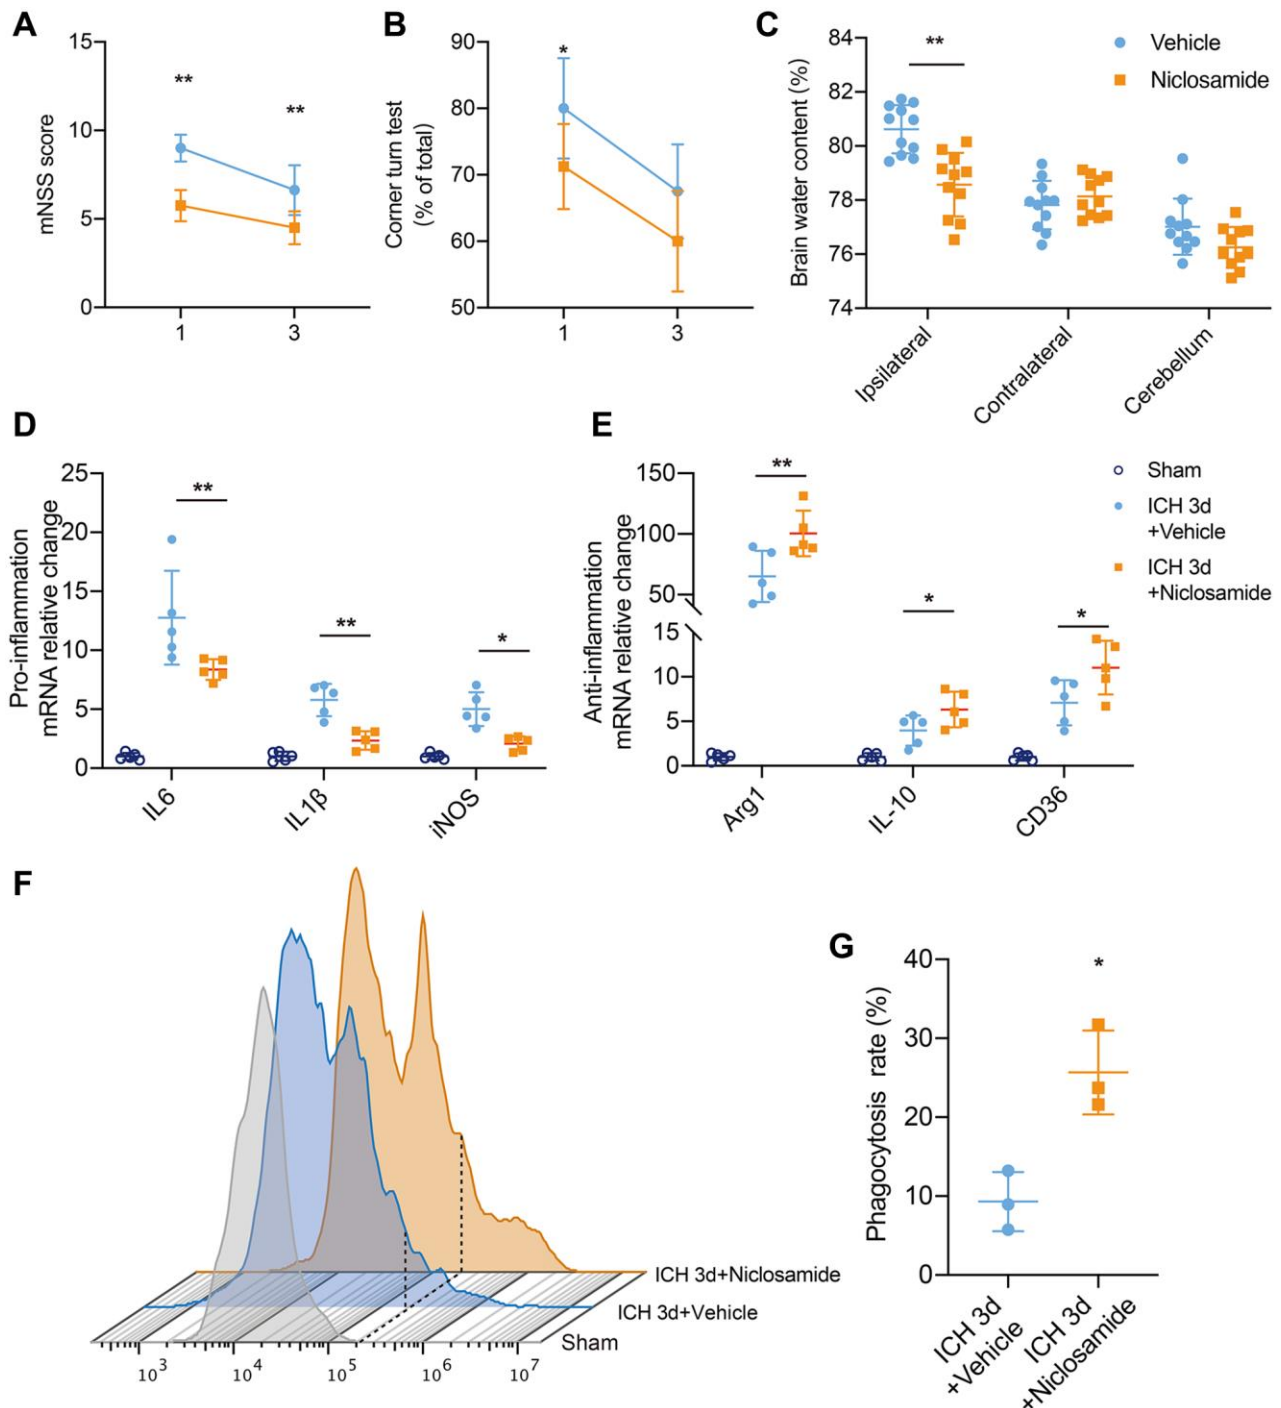 A
mNSS score
15
10
5
0
**
**
1
3
B
Corner turn test
(% of total)
90
80
70
60
50
*
1
3
C
Brain water content (%)
84
82
80
78
76
74
**
Ipsilateral
Contralateral
Cerebellum
Vehicle
Niclosamide
D
Pro-inflammation
mRNA relative change
25
20
15
10
5
0
**
**
*
IL6
IL1β
iNOS
E
Anti-inflammation
mRNA relative change
150
100
50
15
10
5
0
**
*
*
Arg1
IL-10
CD36
Sham
ICH 3d
+Vehicle
ICH 3d
+Niclosamide
F
ICH 3d+Niclosamide
ICH 3d+Vehicle
Sham
10³
10⁴
10⁵
10⁶
10⁷
G
Phagocytosis rate (%)
40
30
20
10
0
*
ICH 3d
+Vehicle
ICH 3d
+Niclosamide